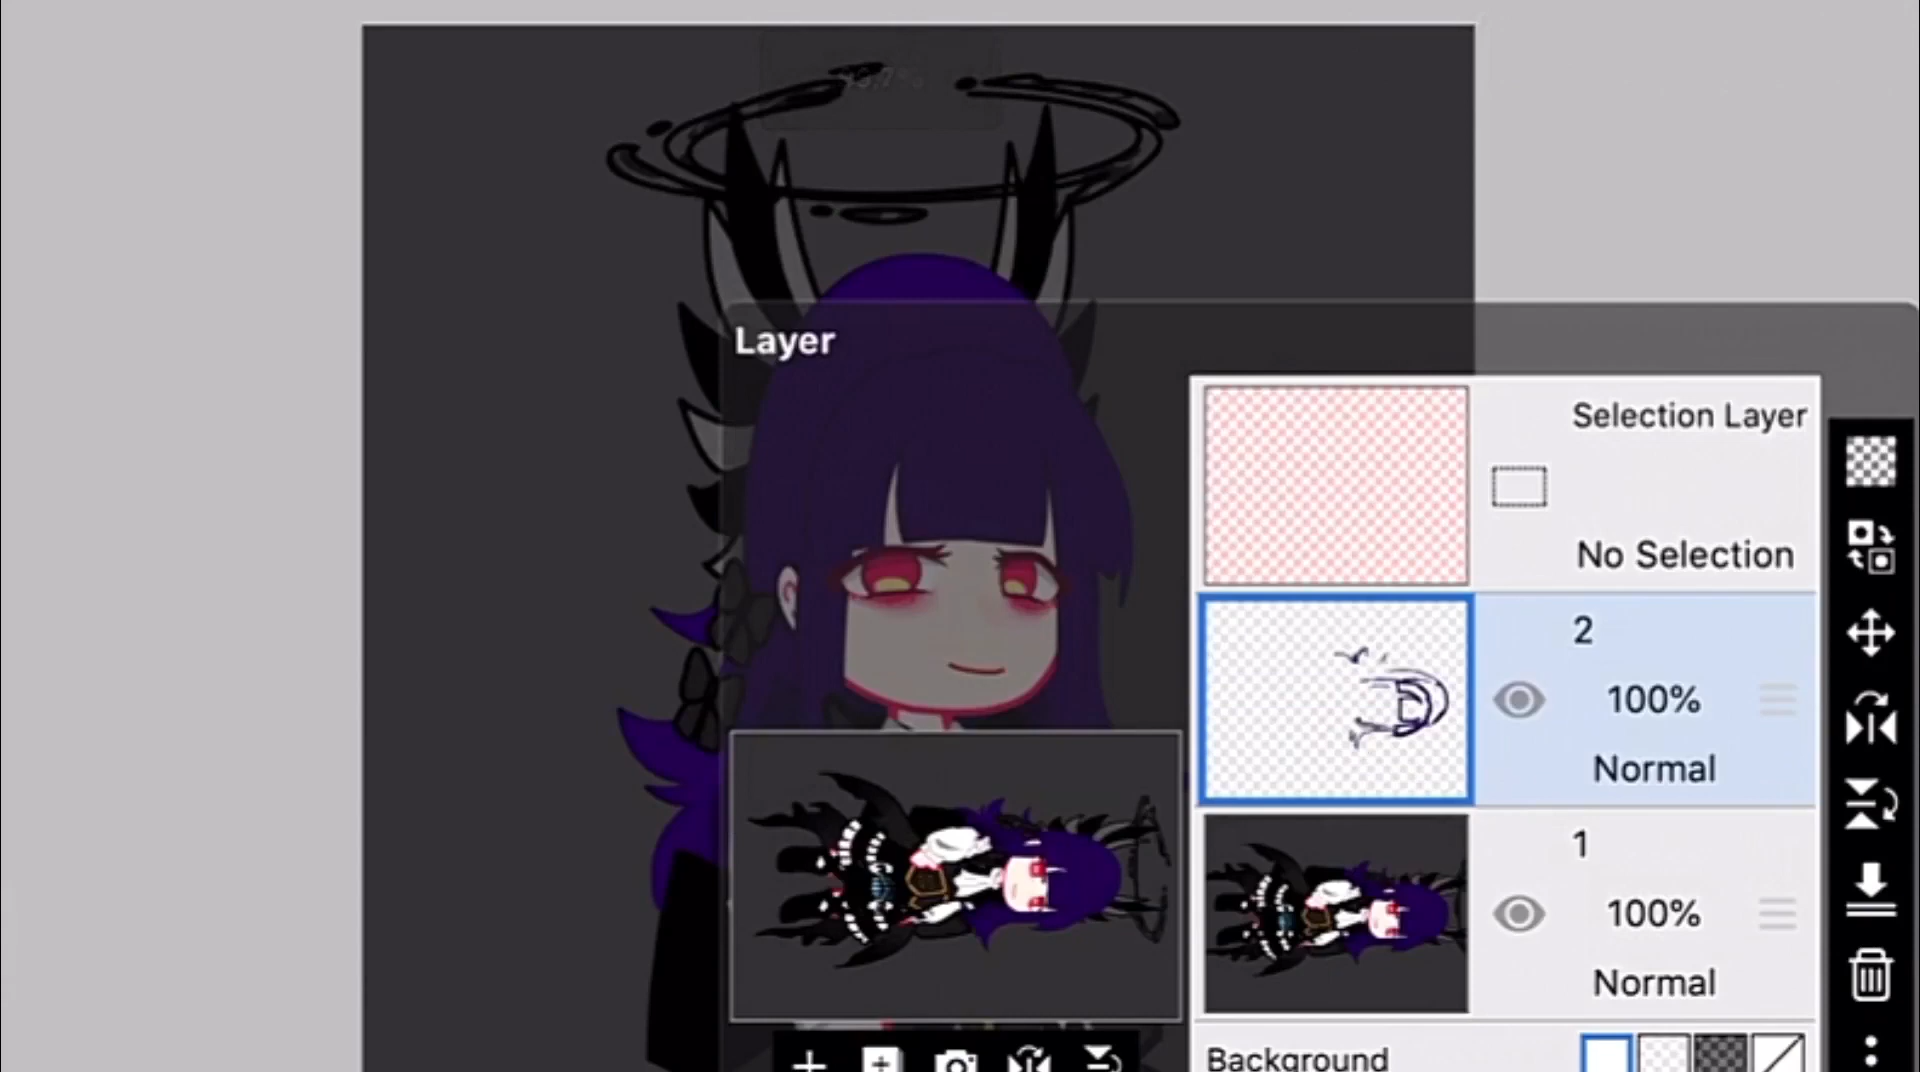 Layer
Selection Layer
No Selection
2
100%
Normal
1
100%
Normal
Background